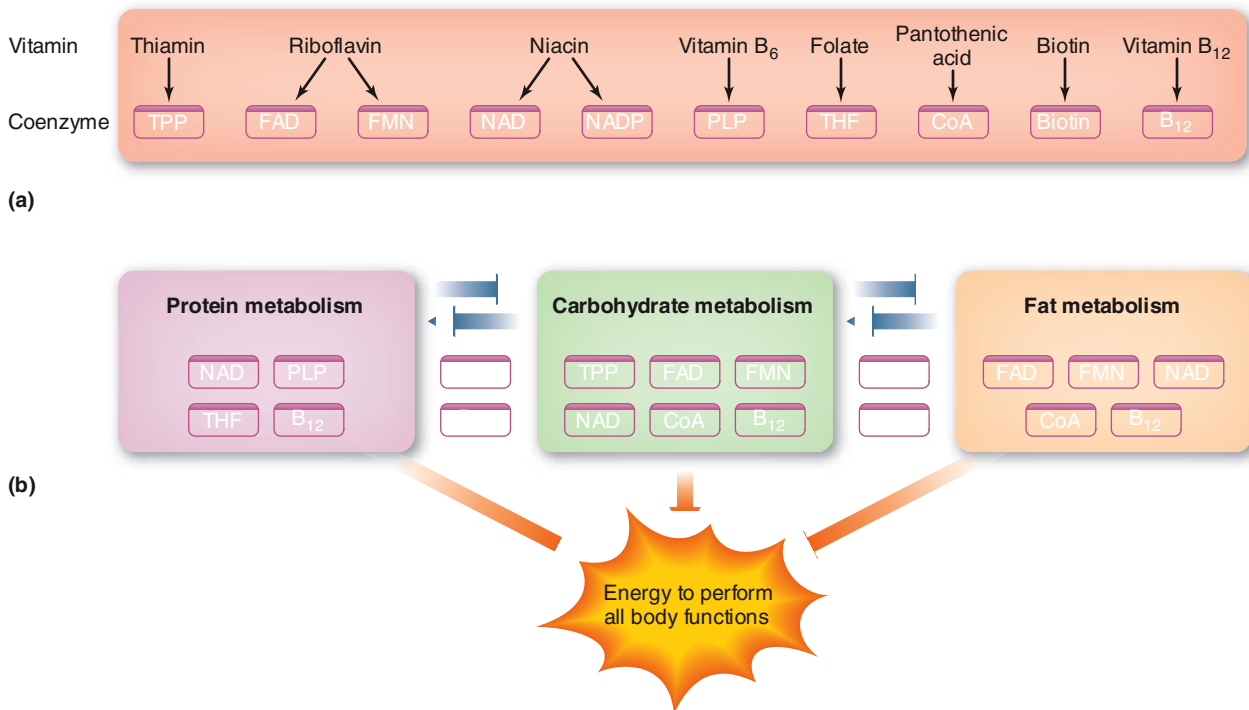 Vitamin Thiamin Riboflavin Niacin Vitamin B6 Folate Pantothenic acid Biotin Vitamin B12
Coenzyme TPP FAD FMN NAD NADP PLP THF CoA Biotin B12
(a)
Protein metabolism Carbohydrate metabolism Fat metabolism
NAD PLP TPP FAD FMN FAD FMN NAD
THF B12 NAD CoA B12 CoA B12
(b)
Energy to perform
all body functions